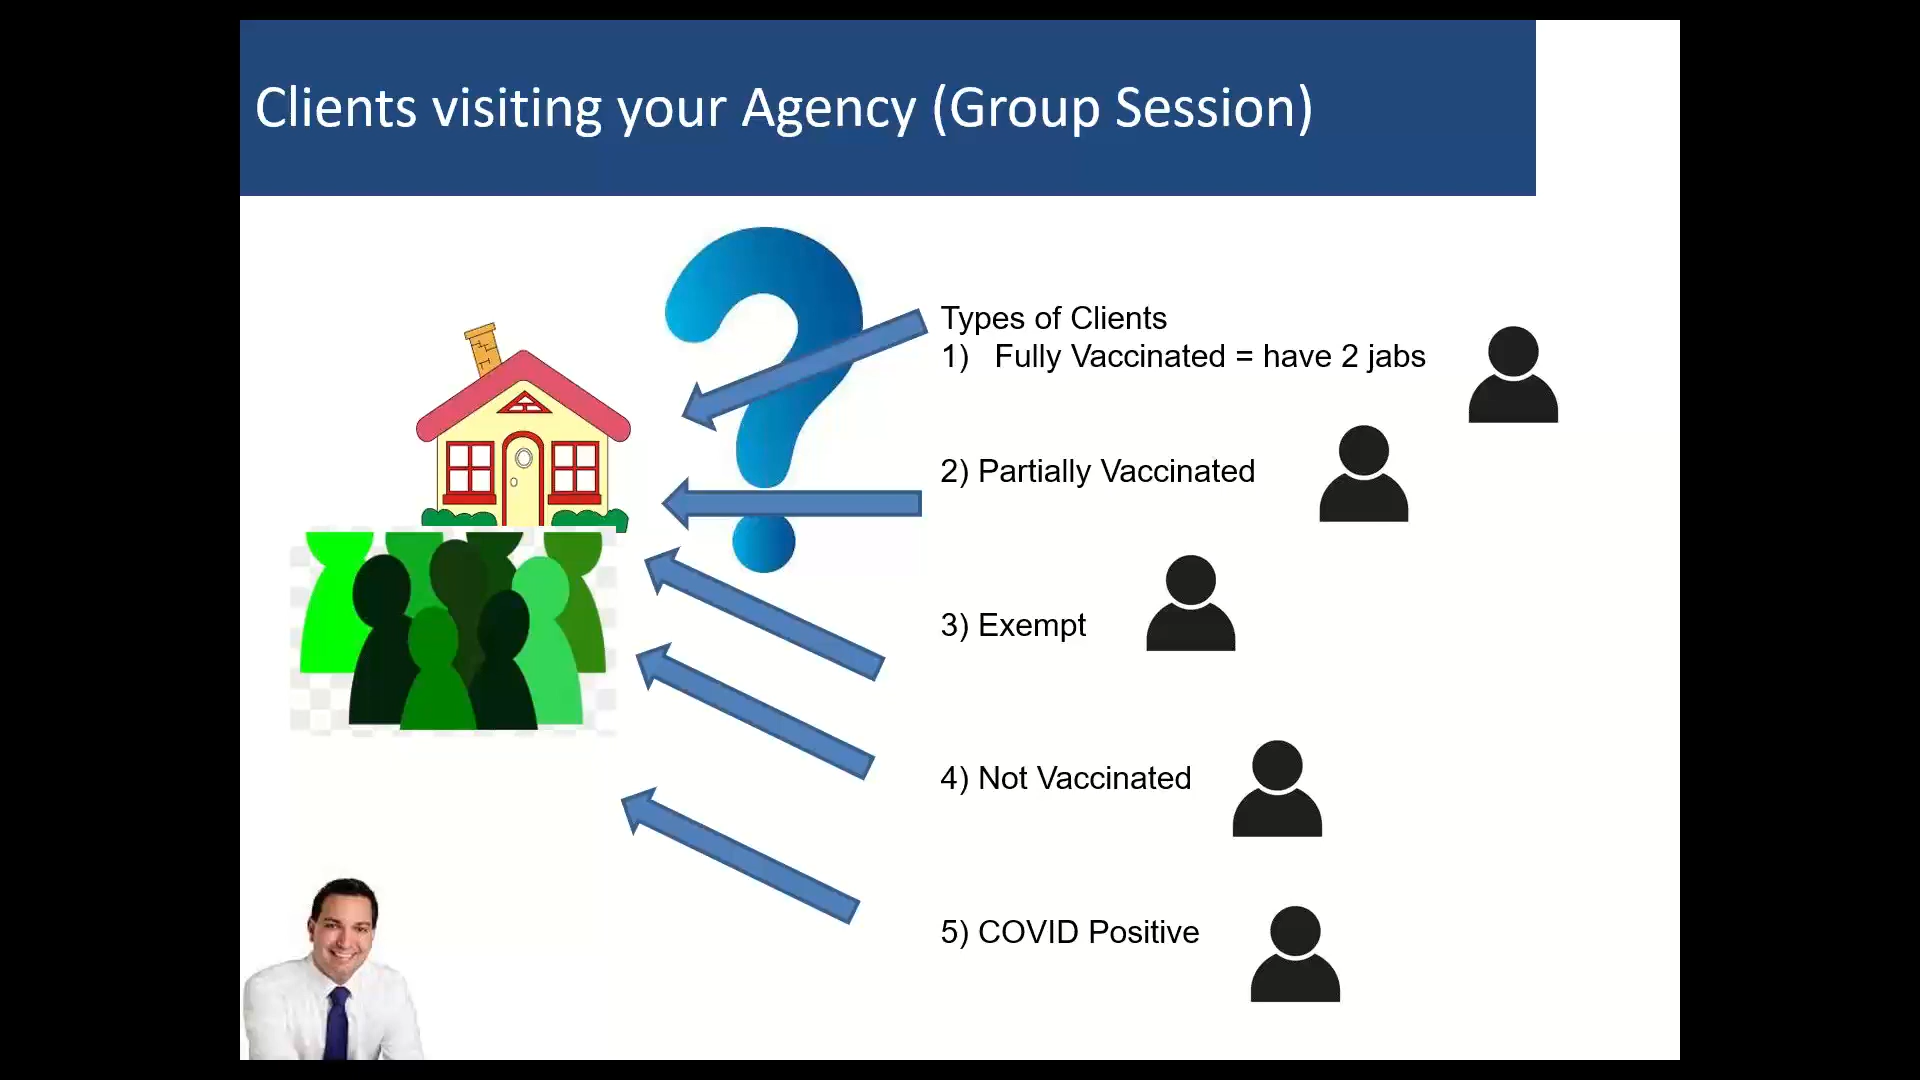 Clients visiting your Agency (Group Session)
Types of Clients
1) Fully Vaccinated = have 2 jabs
2) Partially Vaccinated
3) Exempt
4) Not Vaccinated
5) COVID Positive